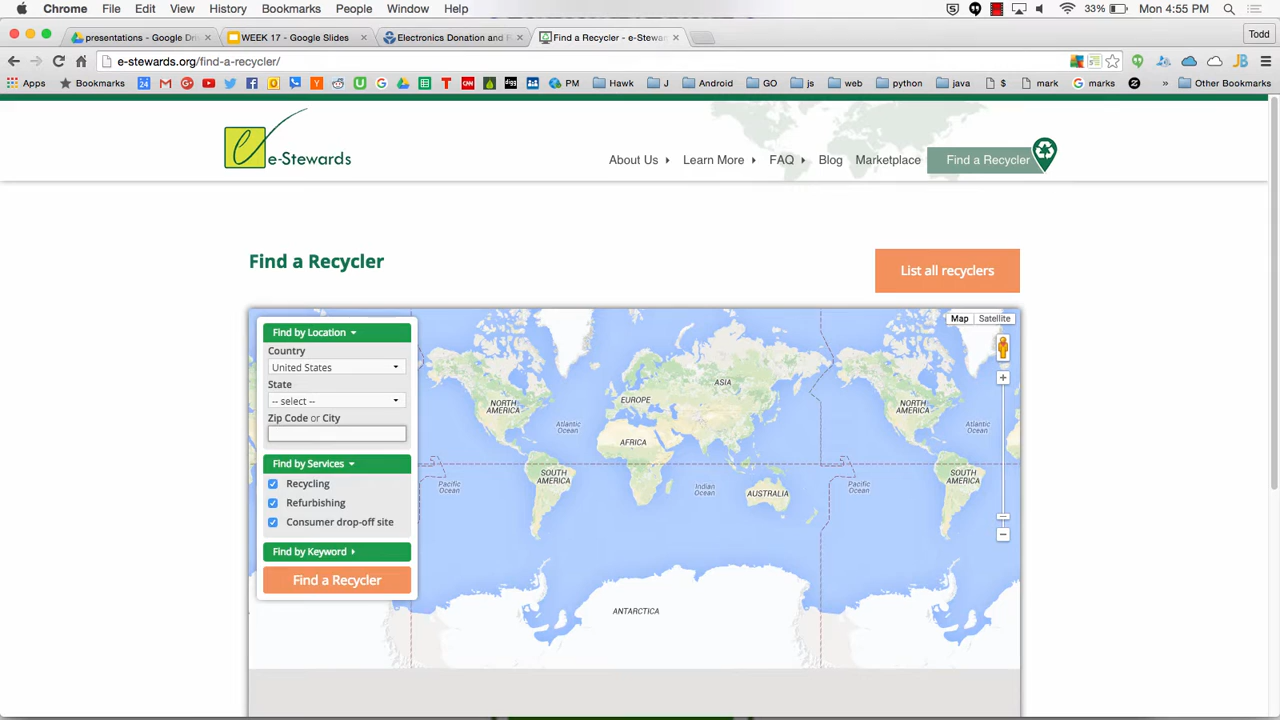 Chrome File Edit View History Bookmarks People Window Help 33% Mon 4:55 PM
presentations - Google Dri WEEK 17 - Google Slides Electronics Donation and R Find a Recycler - e-Stewar Todd
e-stewards.org/find-a-recycler/
Apps Bookmarks PM Hawk J Android GO js web python java $ mark marks » Other Bookmarks
e-Stewards
About Us Learn More FAQ Blog Marketplace Find a Recycler
Find a Recycler
List all recyclers
Find by Location
Country
United States
State
-- select --
Zip Code or City
Find by Services
Recycling
Refurbishing
Consumer drop-off site
Find by Keyword
Find a Recycler
Map Satellite
NORTH AMERICA
Atlantic Ocean
EUROPE
ASIA
AFRICA
NORTH AMERICA
Atlantic Ocean
Pacific Ocean
SOUTH AMERICA
Indian Ocean
AUSTRALIA
Pacific Ocean
SOUTH AMERICA
ANTARCTICA